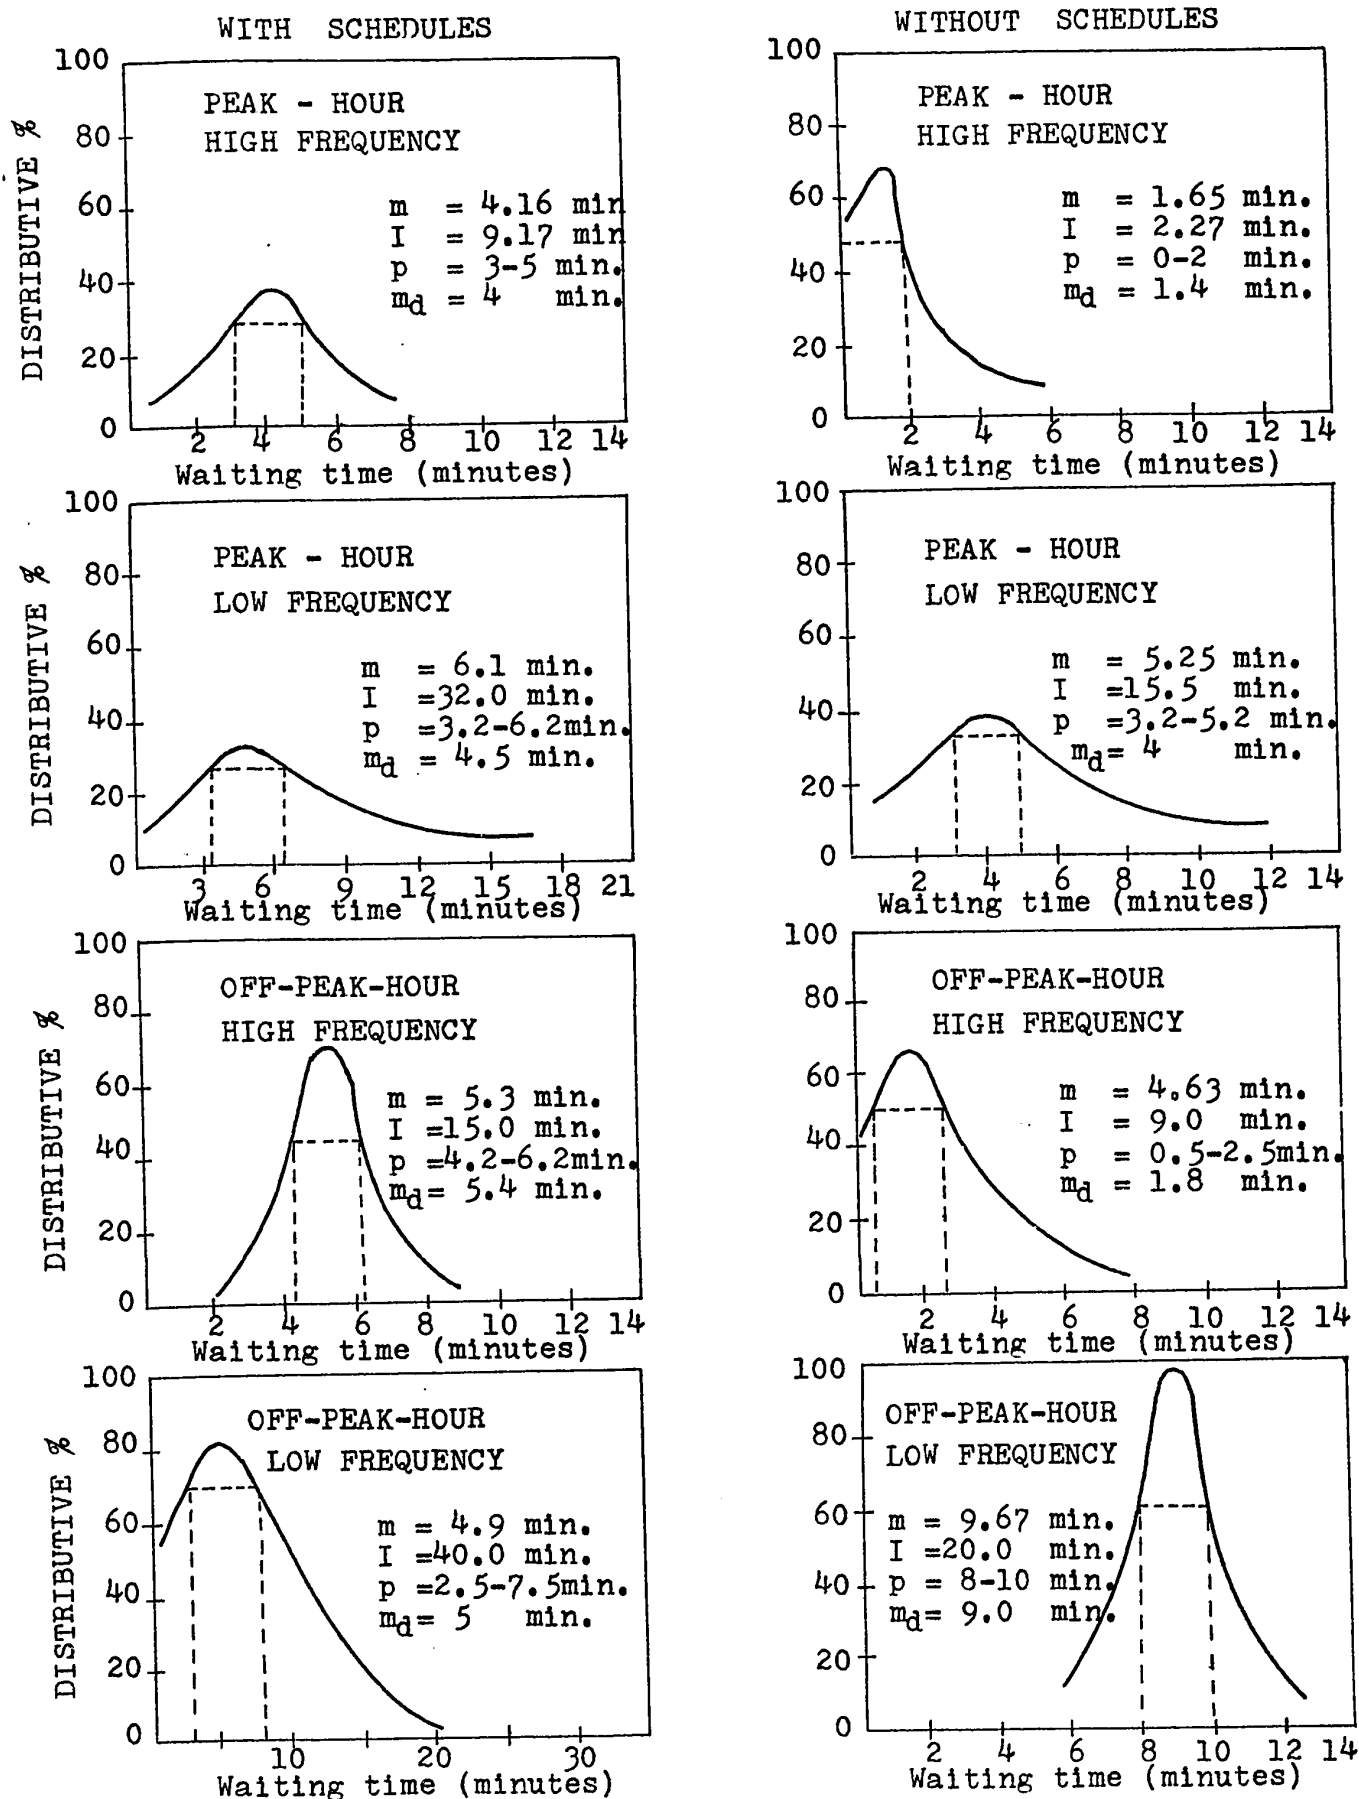 WITH SCHEDULES
DISTRIBUTIVE %
100
80
60
40
20
0
PEAK - HOUR
HIGH FREQUENCY
m = 4.16 min
I = 9.17 min
p = 3-5 min.
md = 4 min.
2 4 6 8 10 12 14
Waiting time (minutes)
WITHOUT SCHEDULES
100
80
60
40
20
0
PEAK - HOUR
HIGH FREQUENCY
m = 1.65 min.
I = 2.27 min.
p = 0-2 min.
md = 1.4 min.
2 4 6 8 10 12 14
Waiting time (minutes)
DISTRIBUTIVE %
100
80
60
40
20
0
PEAK - HOUR
LOW FREQUENCY
m = 6.1 min.
I =32.0 min.
p =3.2-6.2min.
md = 4.5 min.
3 6 9 12 15 18 21
Waiting time (minutes)
100
80
60
40
20
0
PEAK - HOUR
LOW FREQUENCY
m = 5.25 min.
I =15.5 min.
p =3.2-5.2 min.
md= 4 min.
2 4 6 8 10 12 14
Waiting time (minutes)
DISTRIBUTIVE %
100
80
60
40
20
0
OFF-PEAK-HOUR
HIGH FREQUENCY
m = 5.3 min.
I =15.0 min.
p =4.2-6.2min.
md= 5.4 min.
2 4 6 8 10 12 14
Waiting time (minutes)
100
80
60
40
20
0
OFF-PEAK-HOUR
HIGH FREQUENCY
m = 4.63 min.
I = 9.0 min.
p = 0.5-2.5min.
md = 1.8 min.
2 4 6 8 10 12 14
Waiting time (minutes)
DISTRIBUTIVE %
100
80
60
40
20
0
OFF-PEAK-HOUR
LOW FREQUENCY
m = 4.9 min.
I =40.0 min.
p =2.5-7.5min.
md= 5 min.
10 20 30
Waiting time (minutes)
100
80
60
40
20
0
OFF-PEAK-HOUR
LOW FREQUENCY
m = 9.67 min.
I =20.0 min.
p = 8-10 min.
md= 9.0 min.
2 4 6 8 10 12 14
Waiting time (minutes)